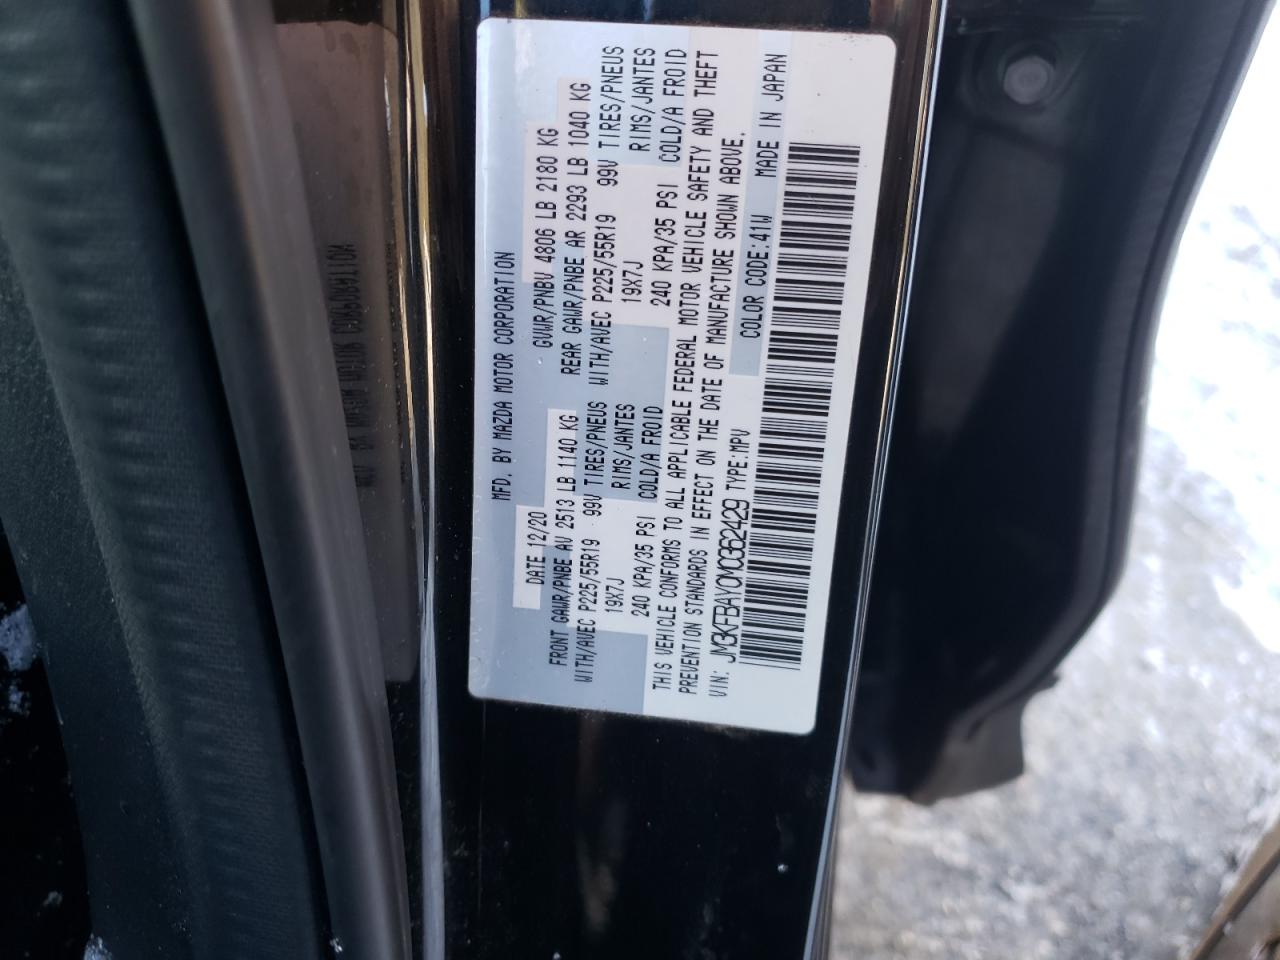 MFD. BY MAZDA MOTOR CORPORATION
DATE 12/20 GVWR/PNBV 4806 LB 2180 KG
FRONT GAWR/PNBE AV 2513 LB 1140 KG REAR GAWR/PNBE AR 2293 LB 1040 KG
WITH/AVEC P225/55R19 99V TIRES/PNEUS WITH/AVEC P225/55R19 99V TIRES/PNEUS
19X7J RIMS/JANTES 19X7J RIMS/JANTES
240 KPA/35 PSI COLD/A FROID 240 KPA/35 PSI COLD/A FROID
THIS VEHICLE CONFORMS TO ALL APPLICABLE FEDERAL MOTOR VEHICLE SAFETY AND THEFT
PREVENTION STANDARDS IN EFFECT ON THE DATE OF MANUFACTURE SHOWN ABOVE.
VIN: JM3KFBAY0M0362429 TYPE:MPV COLOR CODE:41W MADE IN JAPAN